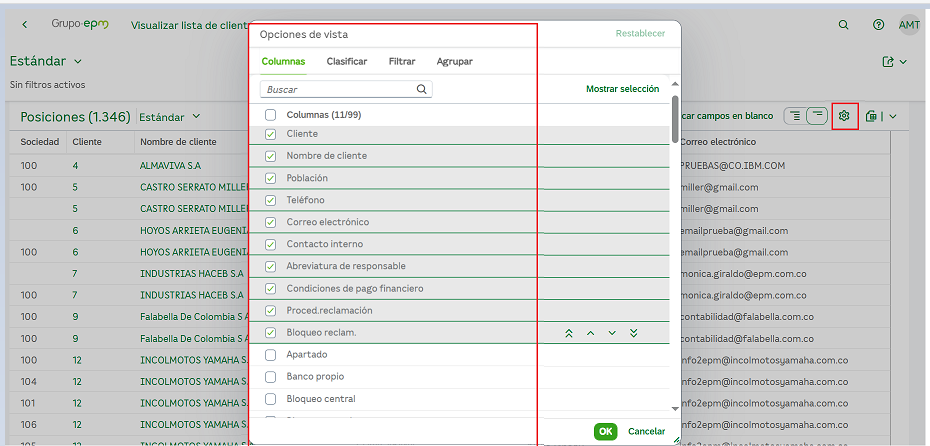 Grupo·epm
Visualizar lista de client
AMT
Estándar
Sin filtros activos
Posiciones (1.346)
Estándar
car campos en blanco
Sociedad Cliente Nombre de cliente Correo electrónico
100 4 ALMAVIVA S.A PRUEBAS@CO.IBM.COM
100 5 CASTRO SERRATO MILLE miller@gmail.com
5 CASTRO SERRATO MILLE miller@gmail.com
6 HOYOS ARRIETA EUGENI emailprueba@gmail.com
100 6 HOYOS ARRIETA EUGENI emailprueba@gmail.com
7 INDUSTRIAS HACEB S.A monica.giraldo@epm.com.co
100 7 INDUSTRIAS HACEB S.A monica.giraldo@epm.com.co
100 9 Falabella De Colombia S contabilidad@falabella.com
100 9 Falabella De Colombia S contabilidad@falabella.com
100 12 INCOLMOTOS YAMAHA S. nfo2epm@incolmotosyamaha.com.co
104 12 INCOLMOTOS YAMAHA S. nfo2epm@incolmotosyamaha.com.co
101 12 INCOLMOTOS YAMAHA S. nfo2epm@incolmotosyamaha.com.co
106 12 INCOLMOTOS YAMAHA S. nfo2epm@incolmotosyamaha.com.co
105 12 INCOLMOTOS YAMAHA S. nfo2epm@incolmotosyamaha.com.co
Opciones de vista
Restablecer
Columnas Clasificar Filtrar Agrupar
Buscar
Mostrar selección
Columnas (11/99)
Cliente
Nombre de cliente
Población
Teléfono
Correo electrónico
Contacto interno
Abreviatura de responsable
Condiciones de pago financiero
Proced.reclamación
Bloqueo reclam.
Apartado
Banco propio
Bloqueo central
OK Cancelar